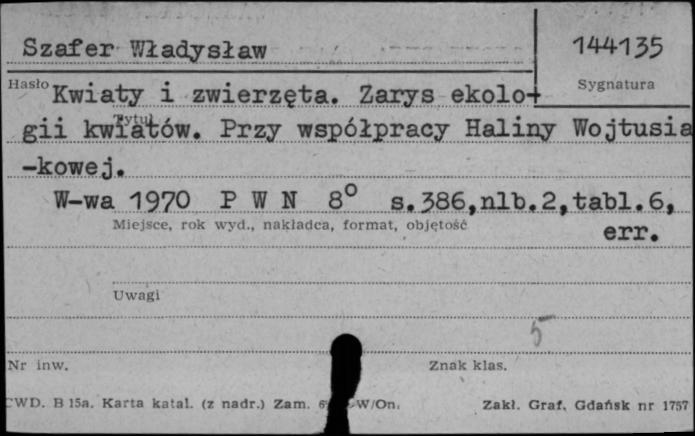 Szafer Władysław
144135
Hasło
Sygnatura
Kwiaty i zwierzęta. Zarys ekolo-
gii kwiatów. Przy współpracy Haliny Wojtusia
Tytuł
-kowej.
W-wa 1970 P W N 8° s.386,nlb.2,tabl.6,
Miejsce, rok wyd., nakładca, format, objętość
err.
Uwagi
5
Nr inw.
Znak klas.
CWD. B 15a. Karta katal. (z nadr.) Zam. W/On.
Zakł. Graf. Gdańsk nr 1757